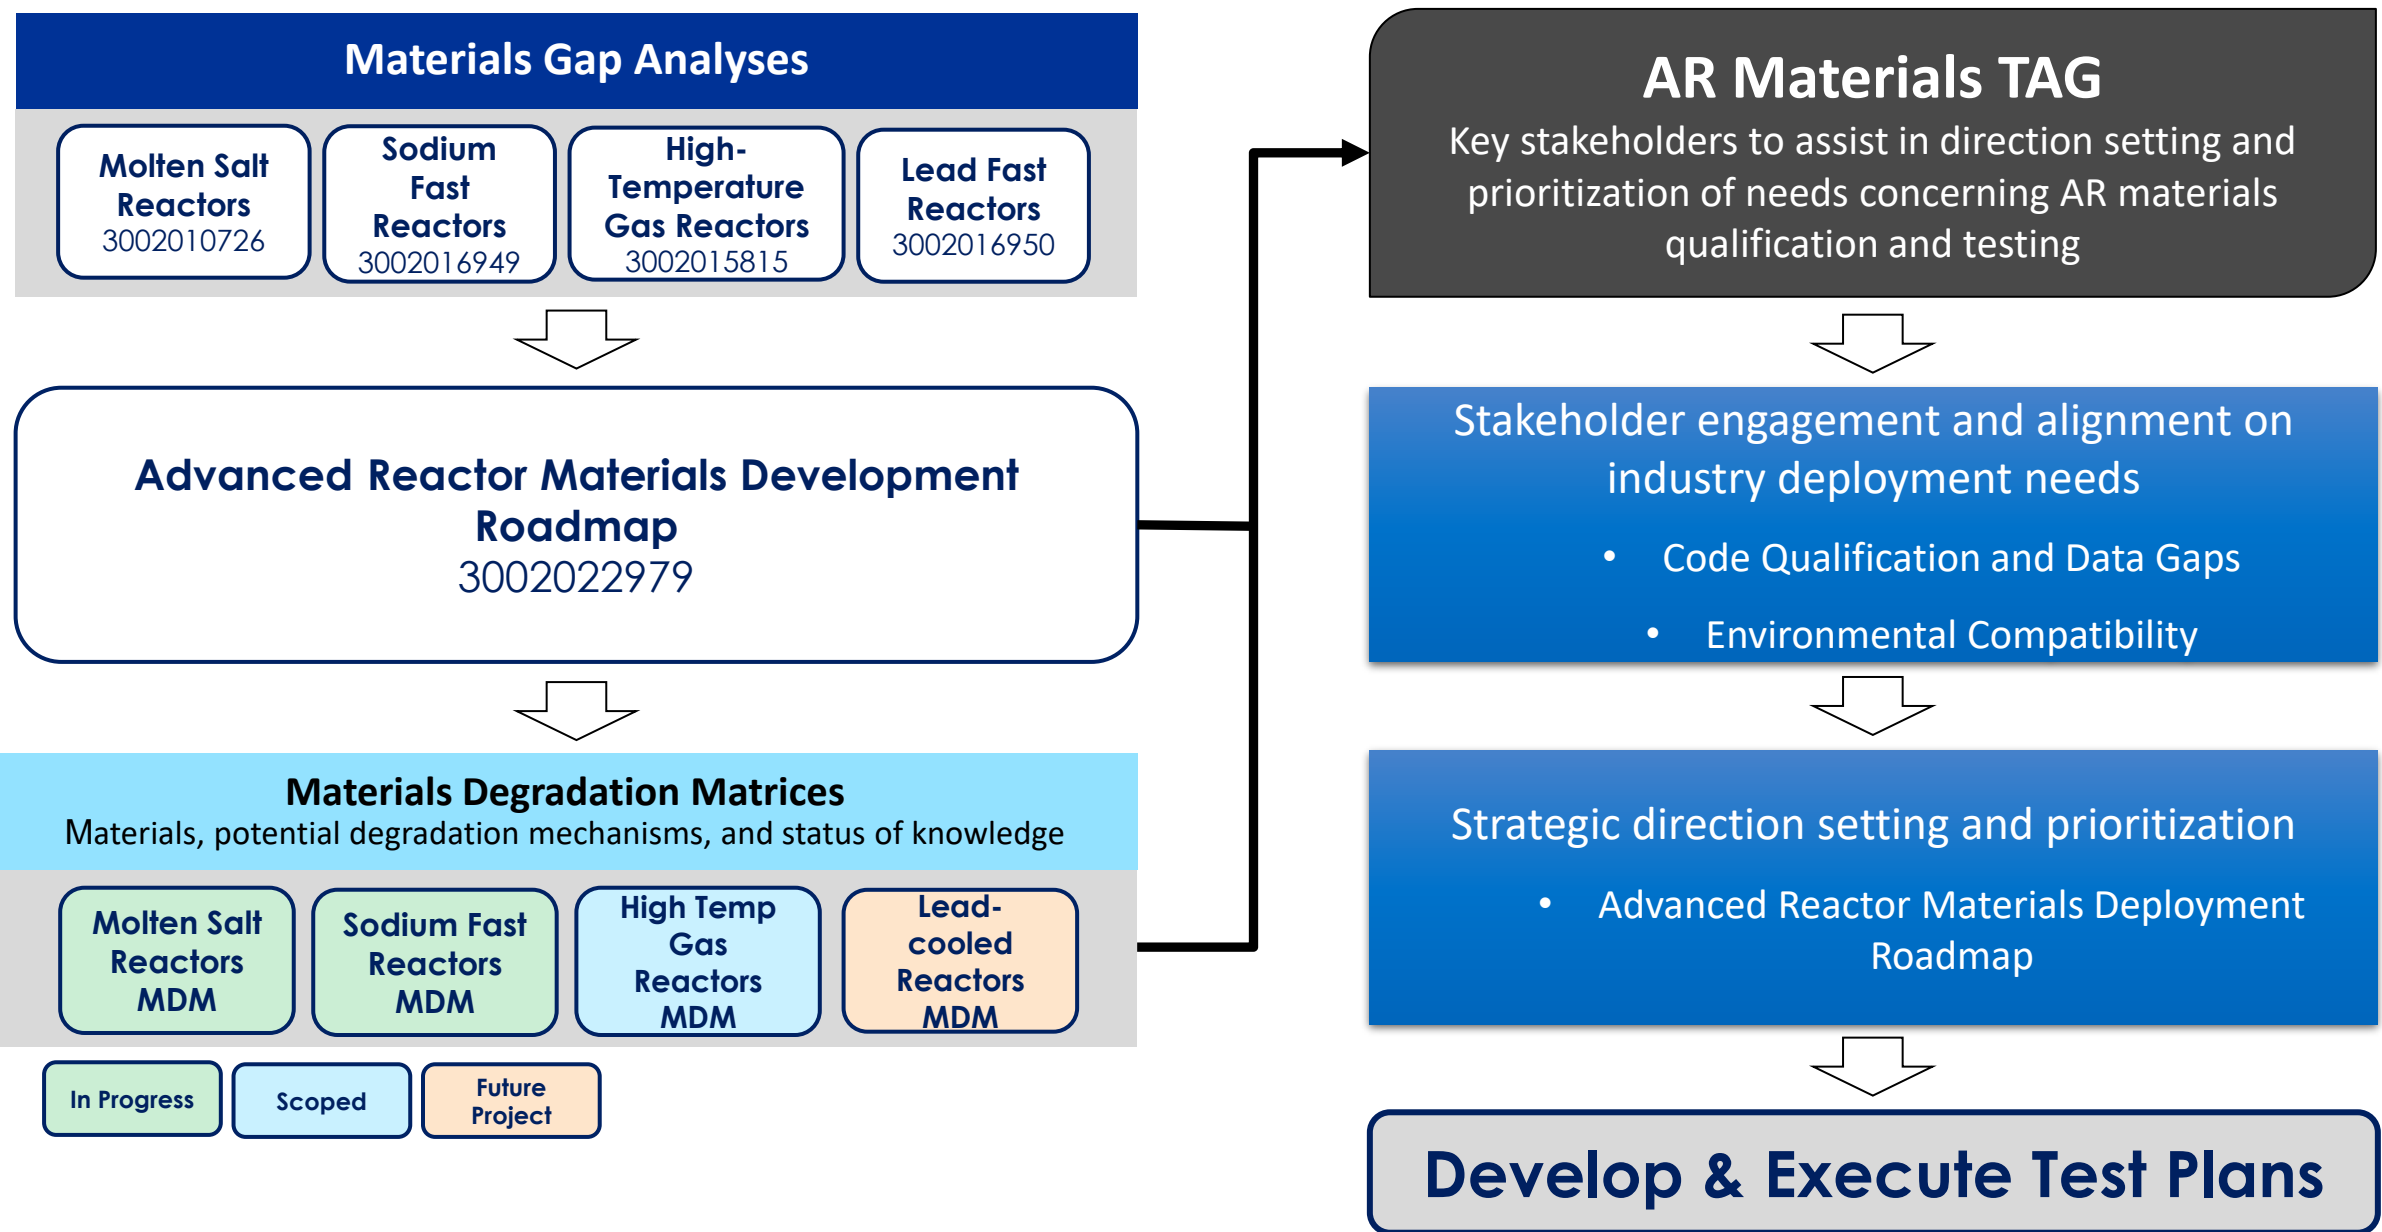 Materials Gap Analyses
Molten Salt
Reactors
3002010726
Sodium
Fast
Reactors
3002016949
High-
Temperature
Gas Reactors
3002015815
Lead Fast
Reactors
3002016950
Advanced Reactor Materials Development
Roadmap
3002022979
Materials Degradation Matrices
Materials, potential degradation mechanisms, and status of knowledge
Molten Salt
Reactors
MDM
Sodium Fast
Reactors
MDM
High Temp
Gas
Reactors
MDM
Lead-
cooled
Reactors
MDM
In Progress
Scoped
Future
Project
AR Materials TAG
Key stakeholders to assist in direction setting and
prioritization of needs concerning AR materials
qualification and testing
Stakeholder engagement and alignment on
industry deployment needs
• Code Qualification and Data Gaps
• Environmental Compatibility
Strategic direction setting and prioritization
• Advanced Reactor Materials Deployment
Roadmap
Develop & Execute Test Plans